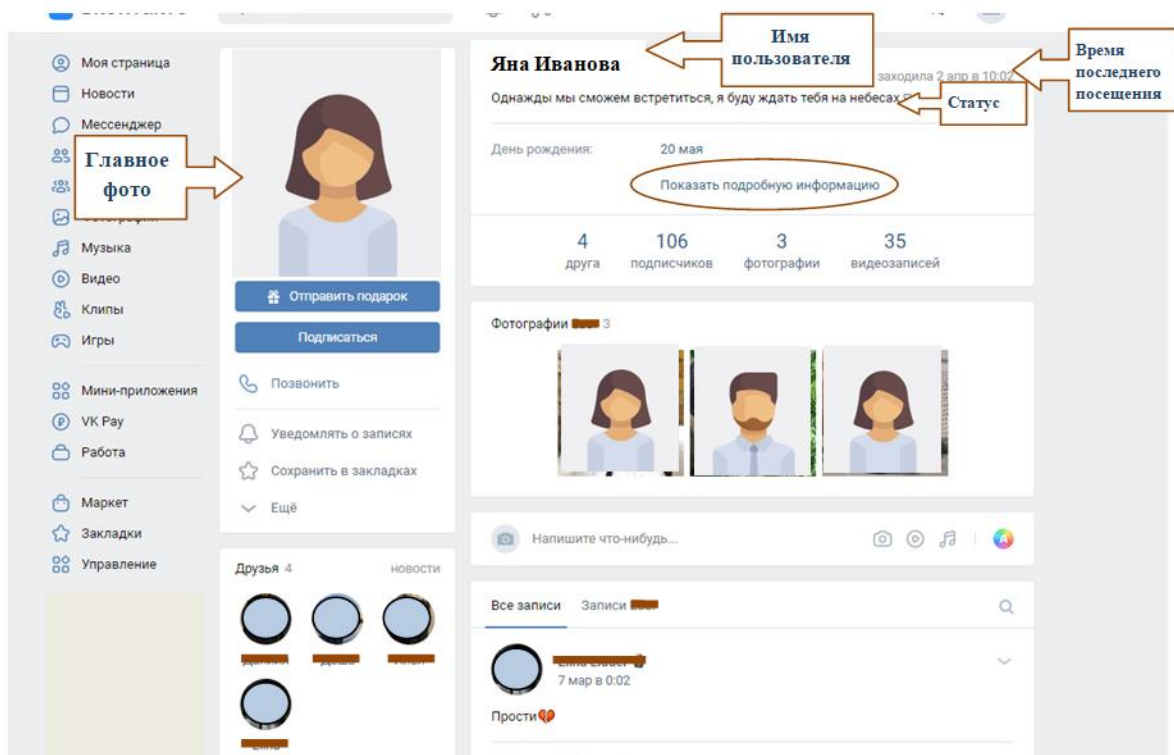 Моя страница
Новости
Мессенджер
Музыка
Видео
Клипы
Игры
Мини-приложения
VK Pay
Работа
Маркет
Закладки
Управление
Главное
фото
Отправить подарок
Подписаться
Позвонить
Уведомлять о записях
Сохранить в закладках
Ещё
Друзья 4
новости
Имя
пользователя
Время
последнего
посещения
Яна Иванова
заходила 2 апр в 10:02
Однажды мы сможем встретиться, я буду ждать тебя на небесах
Статус
День рождения: 20 мая
Показать подробную информацию
4 106 3 35
друга подписчиков фотографии видеозаписей
Фотографии 3
Напишите что-нибудь...
Все записи Записи
7 мар в 0:02
Прости💔